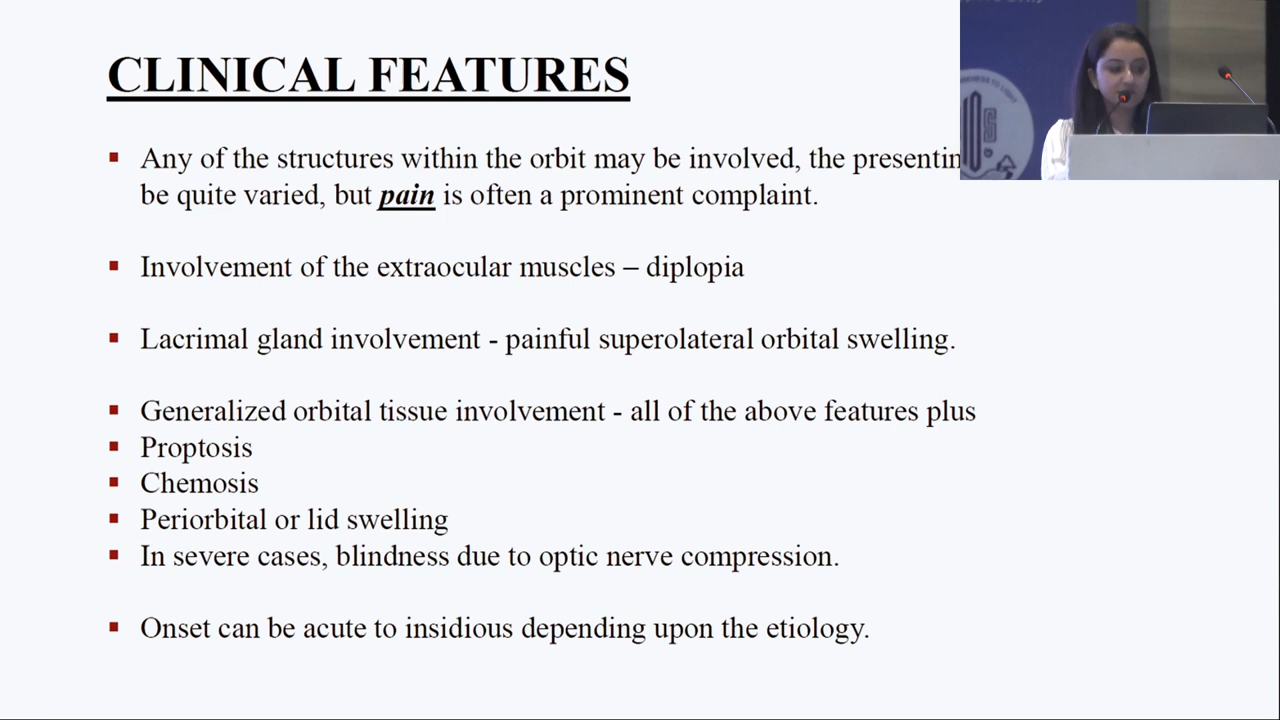 CLINICAL FEATURES
Any of the structures within the orbit may be involved, the
be quite varied, but pain is often a prominent complaint.
Involvement of the extraocular muscles – diplopia
Lacrimal gland involvement - painful superolateral orbital swelling.
Generalized orbital tissue involvement - all of the above features plus
Proptosis
Chemosis
Periorbital or lid swelling
In severe cases, blindness due to optic nerve compression.
Onset can be acute to insidious depending upon the etiology.